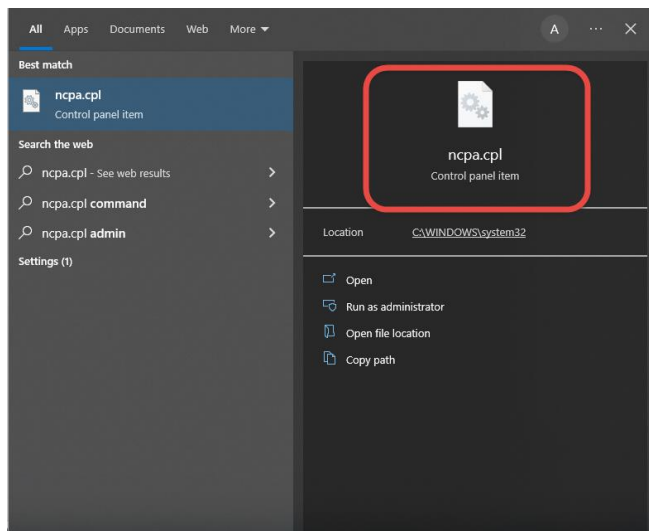 All Apps Documents Web More
A ...
Best match
ncpa.cpl
Control panel item
Search the web
ncpa.cpl - See web results
ncpa.cpl command
ncpa.cpl admin
Settings (1)
ncpa.cpl
Control panel item
Location C:\WINDOWS\system32
Open
Run as administrator
Open file location
Copy path